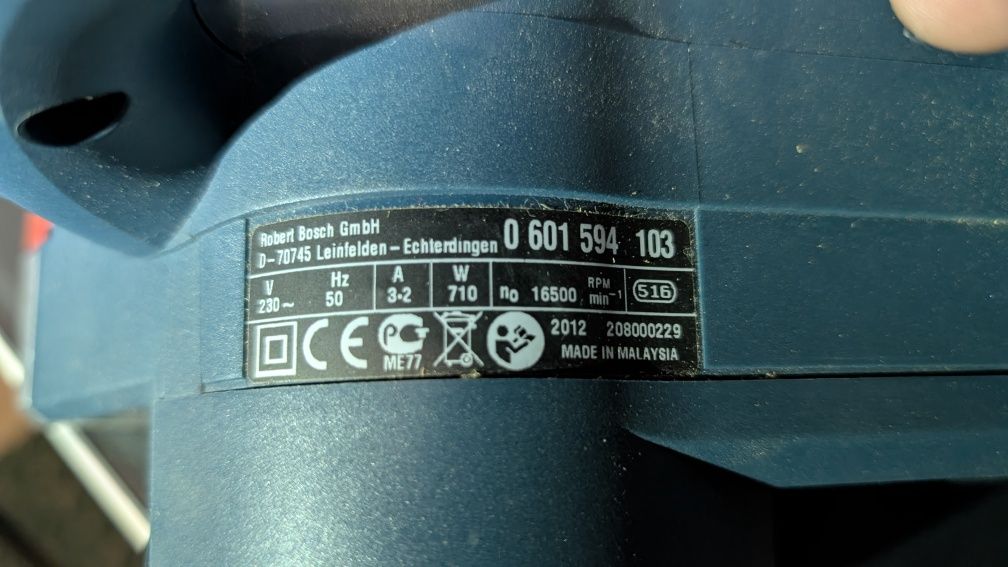 Robert Bosch GmbH
D-70745 Leinfelden-Echterdingen 0 601 594 103
V Hz A W
230~ 50 3·2 710 n₀ 16500 RPM min⁻¹ 516
CE PC ME77 2012 208000229
MADE IN MALAYSIA